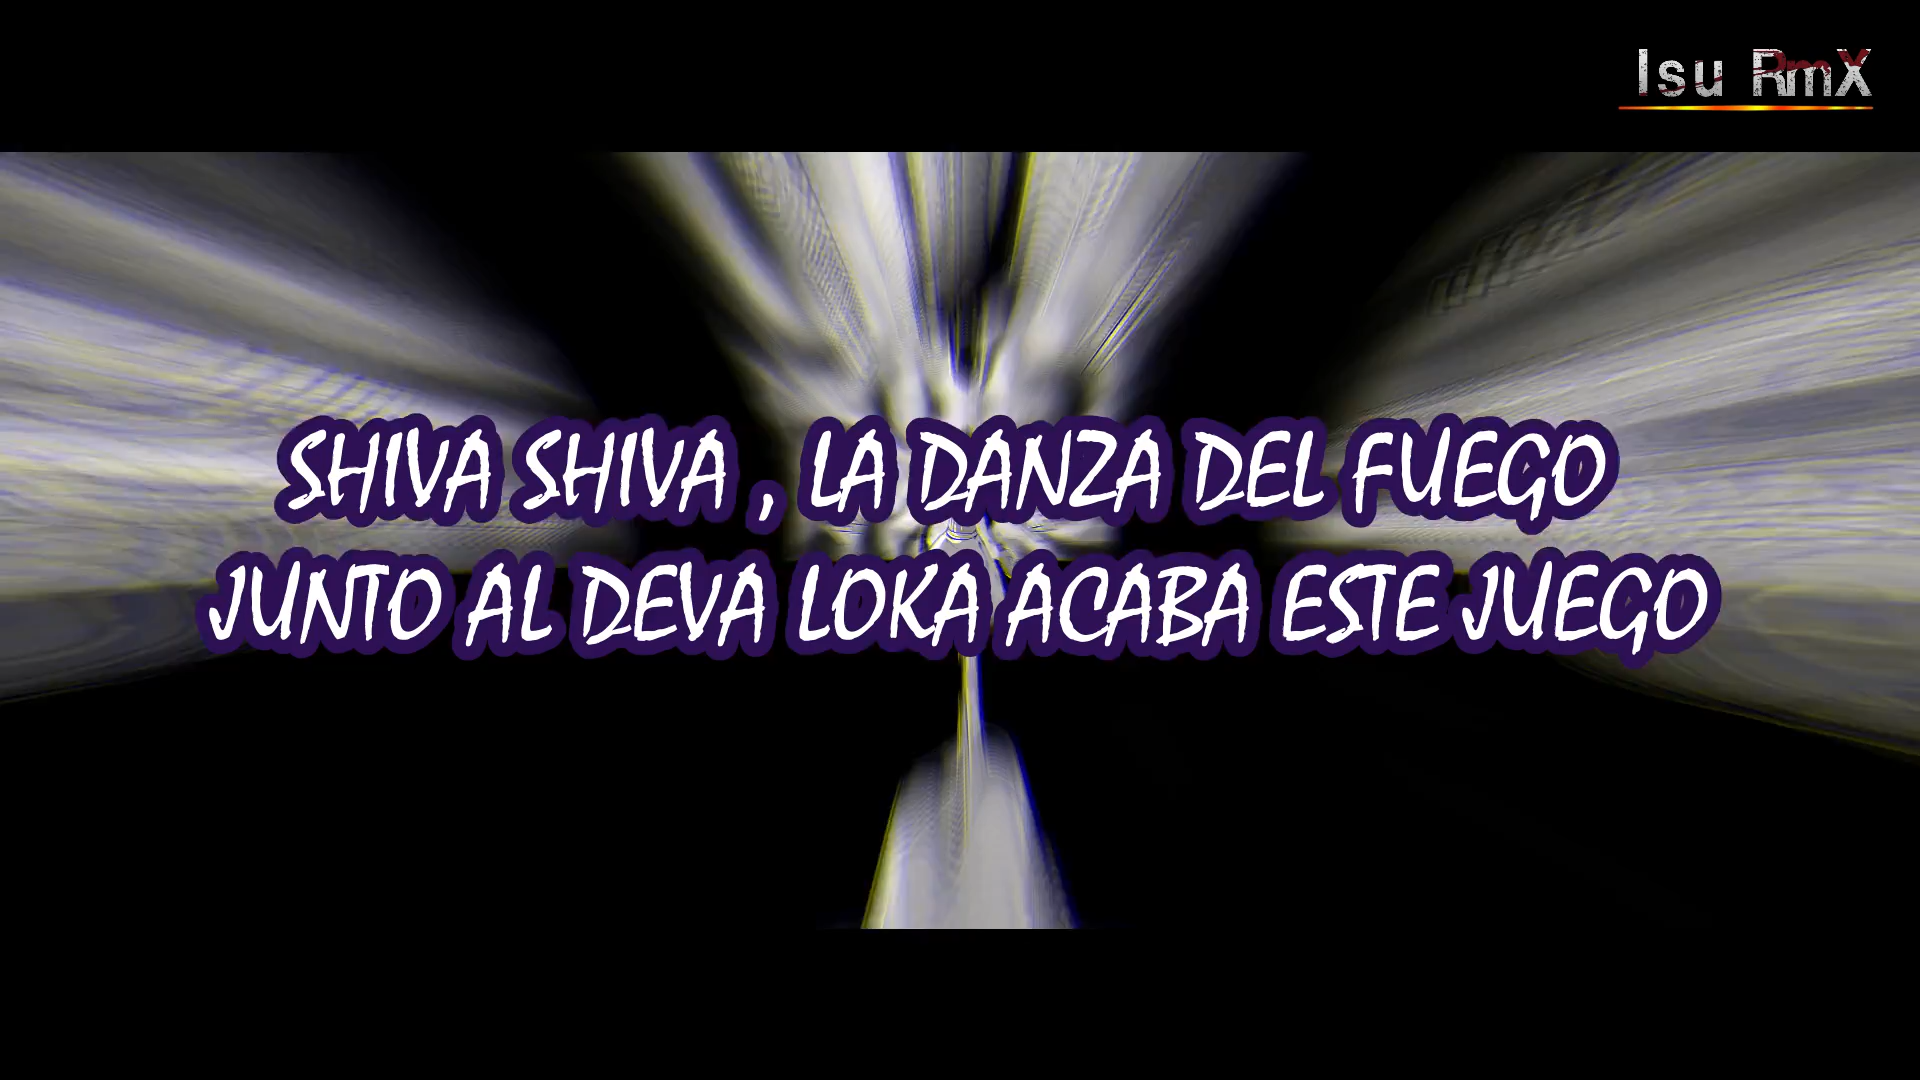 Isu RmX
SHIVA SHIVA , LA DANZA DEL FUEGO
JUNTO AL DEVA LOKA ACABA ESTE JUEGO